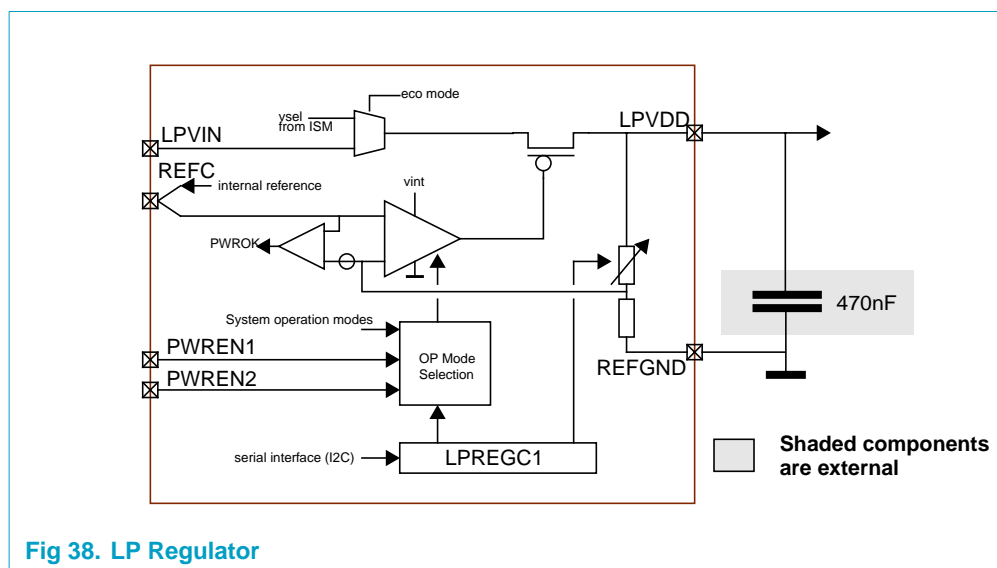 eco mode
ysel
from ISM
LPVIN
LPVDD
REFC
internal reference
vint
PWROK
470nF
System operation modes
PWREN1
OP Mode
Selection
REFGND
PWREN2
serial interface (I2C)
LPREGC1
Shaded components
are external
Fig 38. LP Regulator